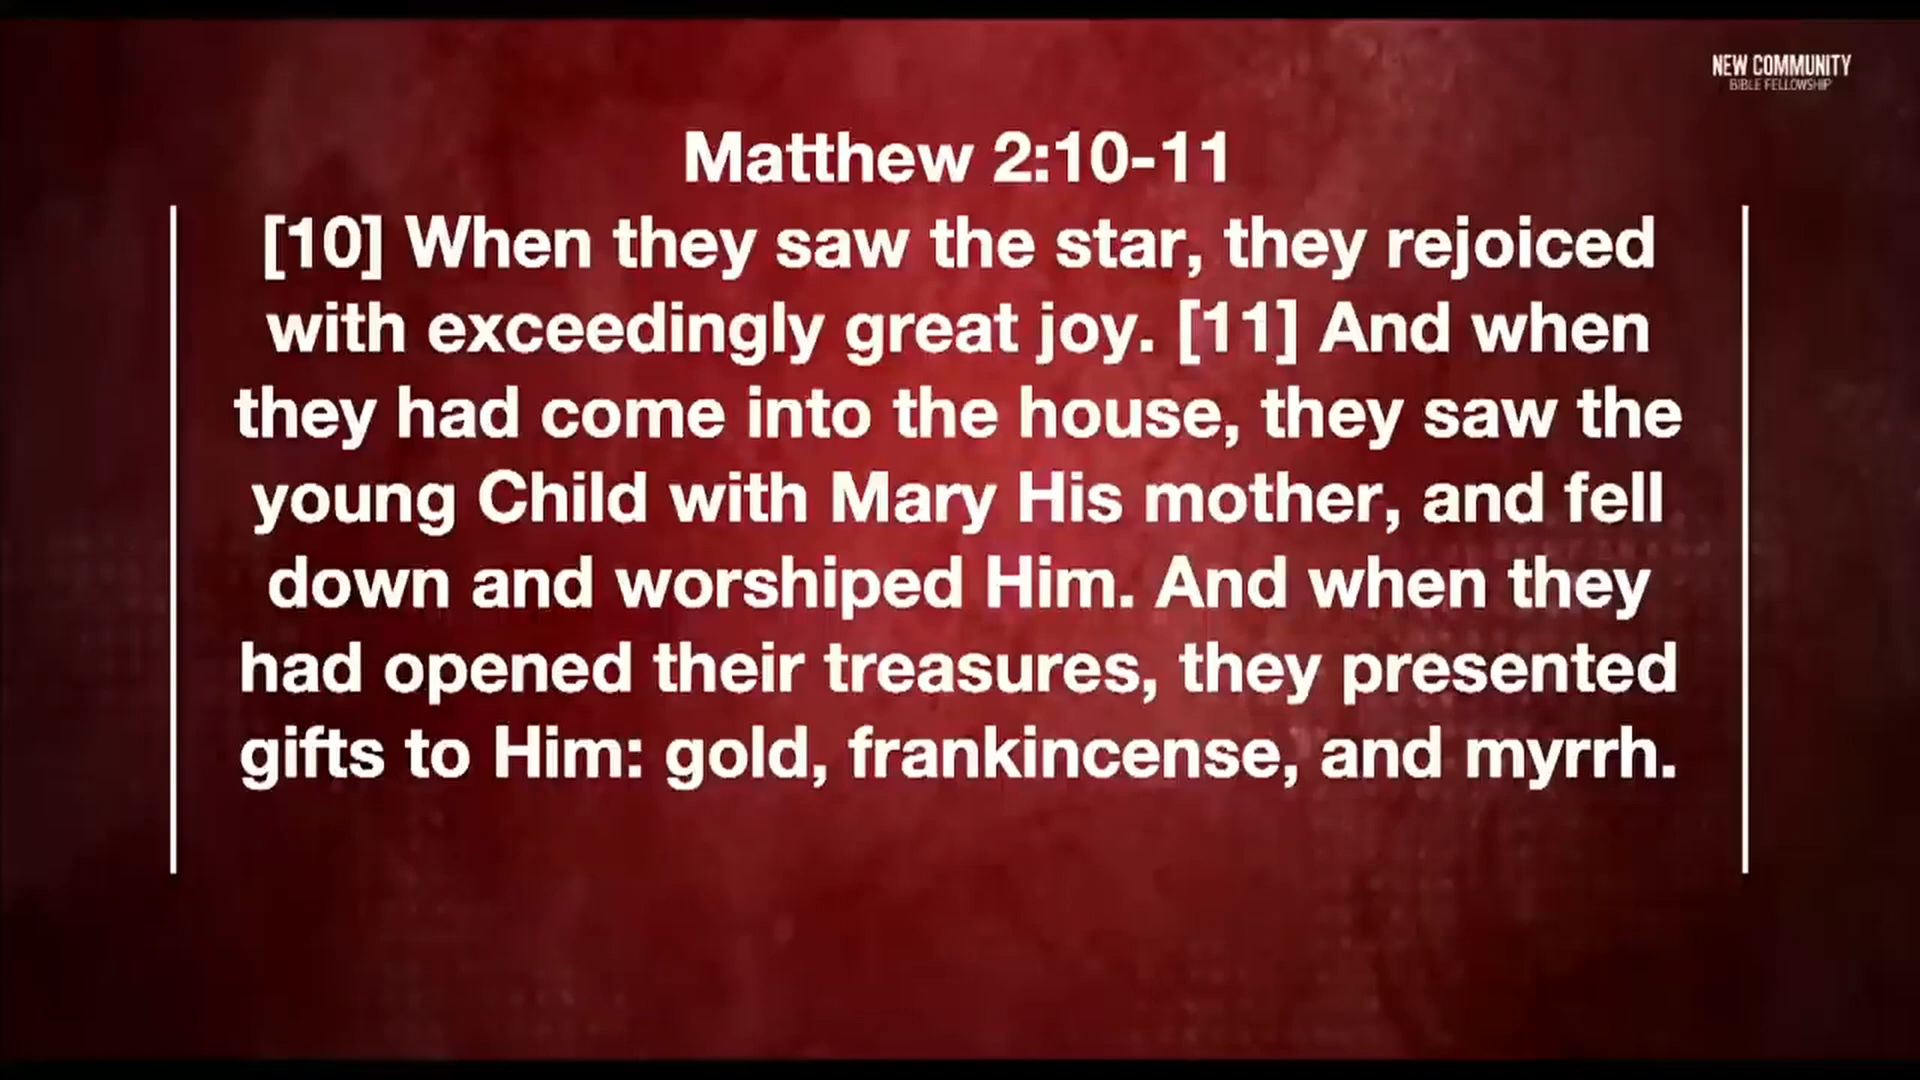 NEW COMMUNITY
BIBLE FELLOWSHIP
Matthew 2:10-11
[10] When they saw the star, they rejoiced
with exceedingly great joy. [11] And when
they had come into the house, they saw the
young Child with Mary His mother, and fell
down and worshiped Him. And when they
had opened their treasures, they presented
gifts to Him: gold, frankincense, and myrrh.